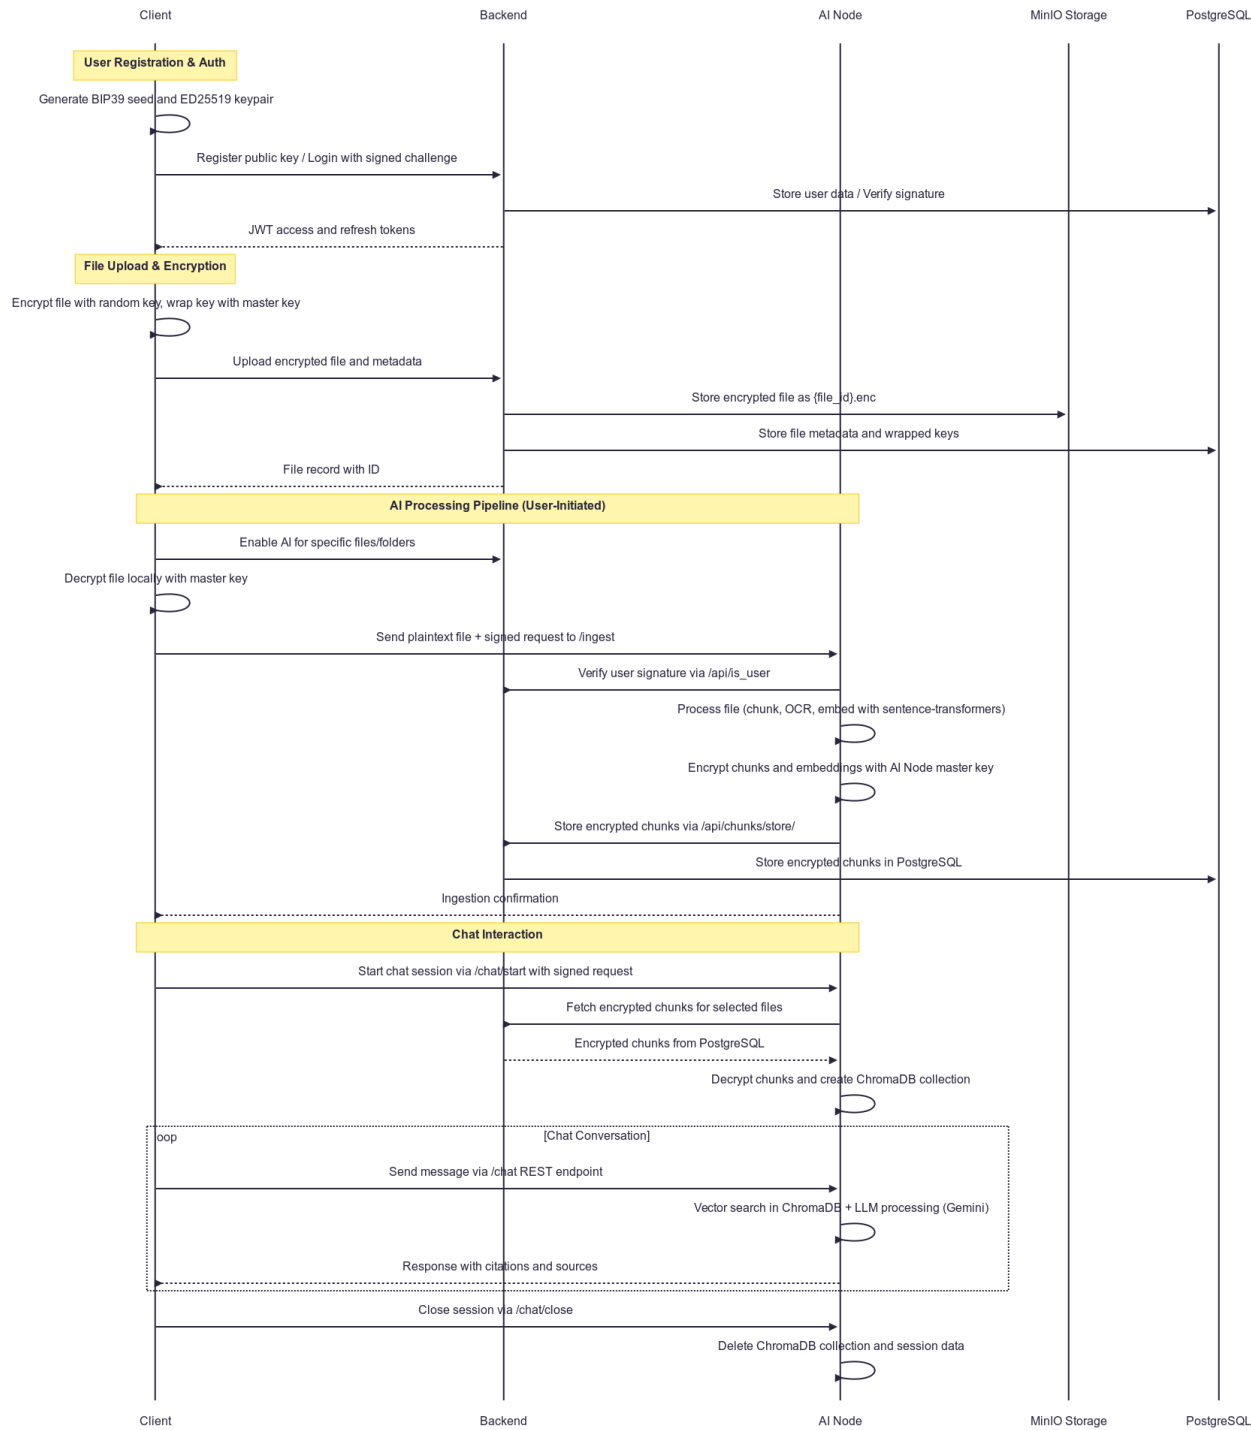 Client Backend AI Node MinIO Storage PostgreSQL
User Registration & Auth
Generate BIP39 seed and ED25519 keypair
Register public key / Login with signed challenge
Store user data / Verify signature
JWT access and refresh tokens
File Upload & Encryption
Encrypt file with random key, wrap key with master key
Upload encrypted file and metadata
Store encrypted file as {file_id}.enc
Store file metadata and wrapped keys
File record with ID
AI Processing Pipeline (User-Initiated)
Enable AI for specific files/folders
Decrypt file locally with master key
Send plaintext file + signed request to /ingest
Verify user signature via /api/is_user
Process file (chunk, OCR, embed with sentence-transformers)
Encrypt chunks and embeddings with AI Node master key
Store encrypted chunks via /api/chunks/store/
Store encrypted chunks in PostgreSQL
Ingestion confirmation
Chat Interaction
Start chat session via /chat/start with signed request
Fetch encrypted chunks for selected files
Encrypted chunks from PostgreSQL
Decrypt chunks and create ChromaDB collection
oop [Chat Conversation]
Send message via /chat REST endpoint
Vector search in ChromaDB + LLM processing (Gemini)
Response with citations and sources
Close session via /chat/close
Delete ChromaDB collection and session data
Client Backend AI Node MinIO Storage PostgreSQL